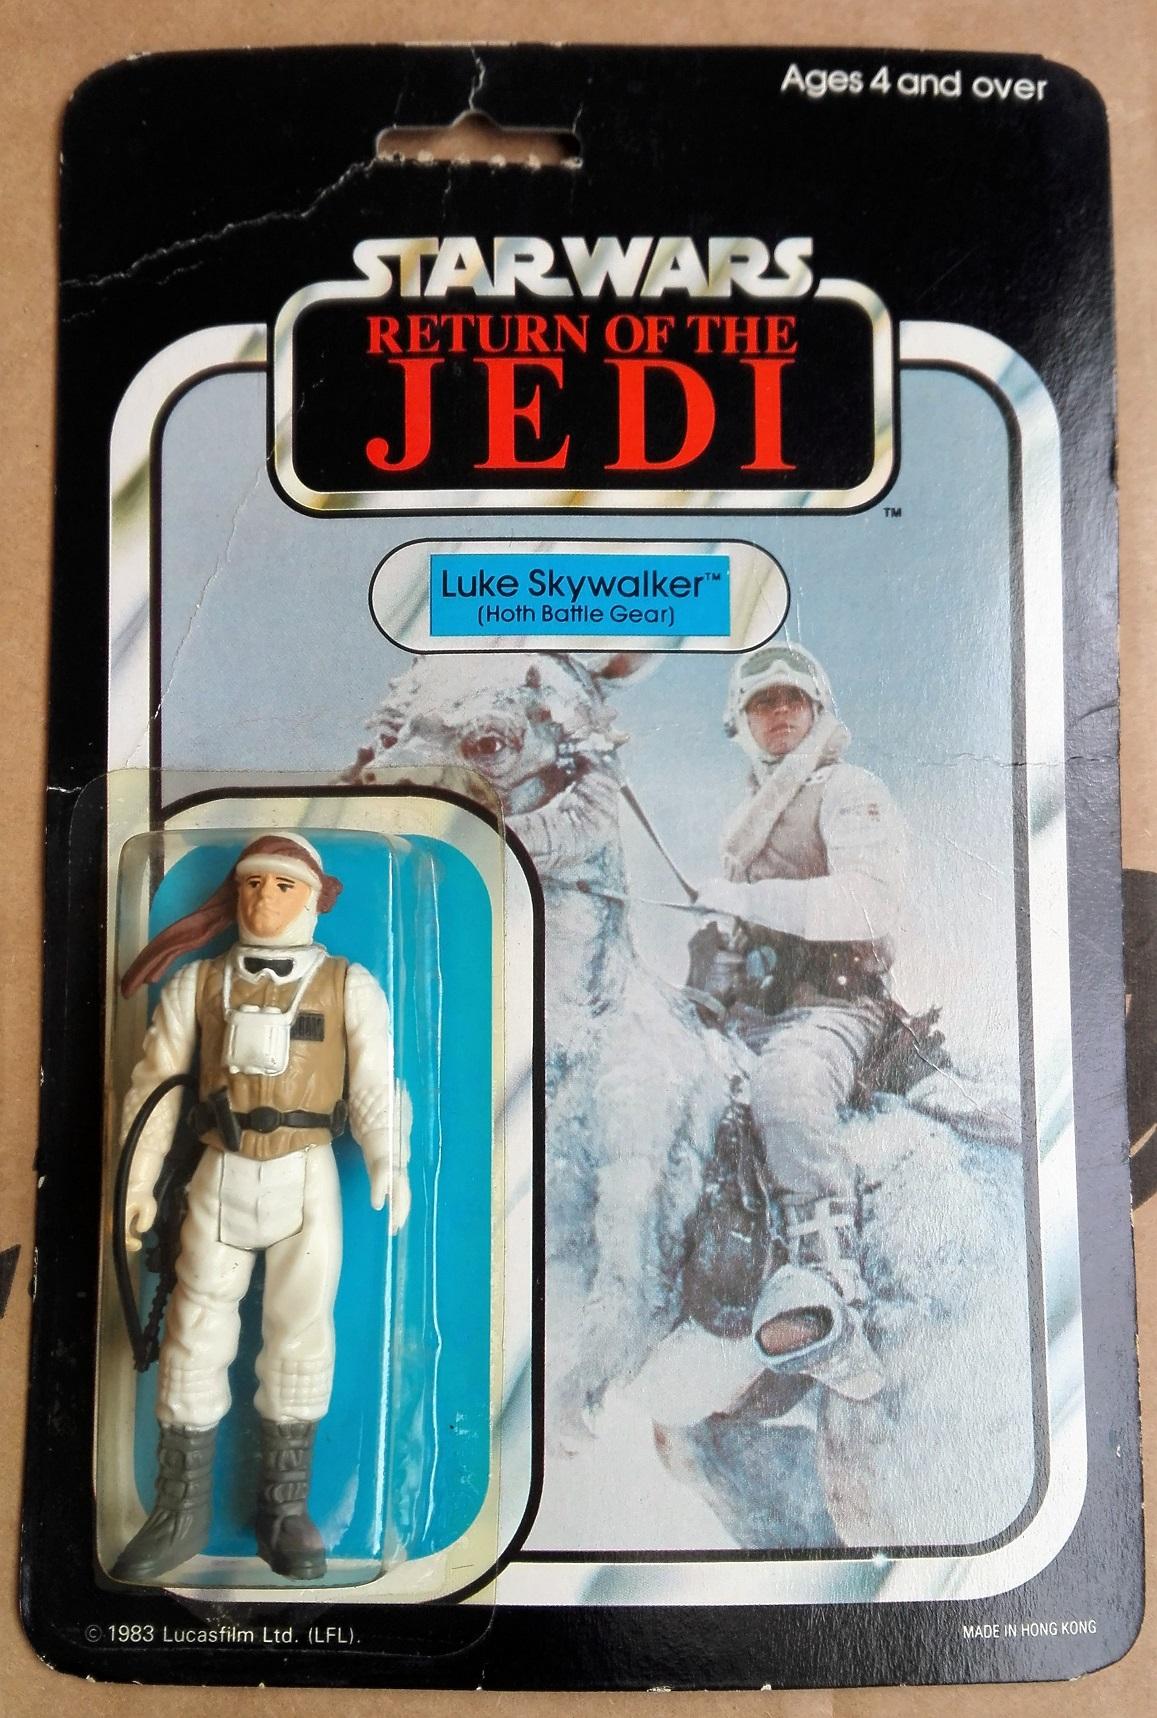 Ages 4 and over
STAR WARS
RETURN OF THE
JEDI
TM
Luke Skywalker™
(Hoth Battle Gear)
© 1983 Lucasfilm Ltd. (LFL).
MADE IN HONG KONG